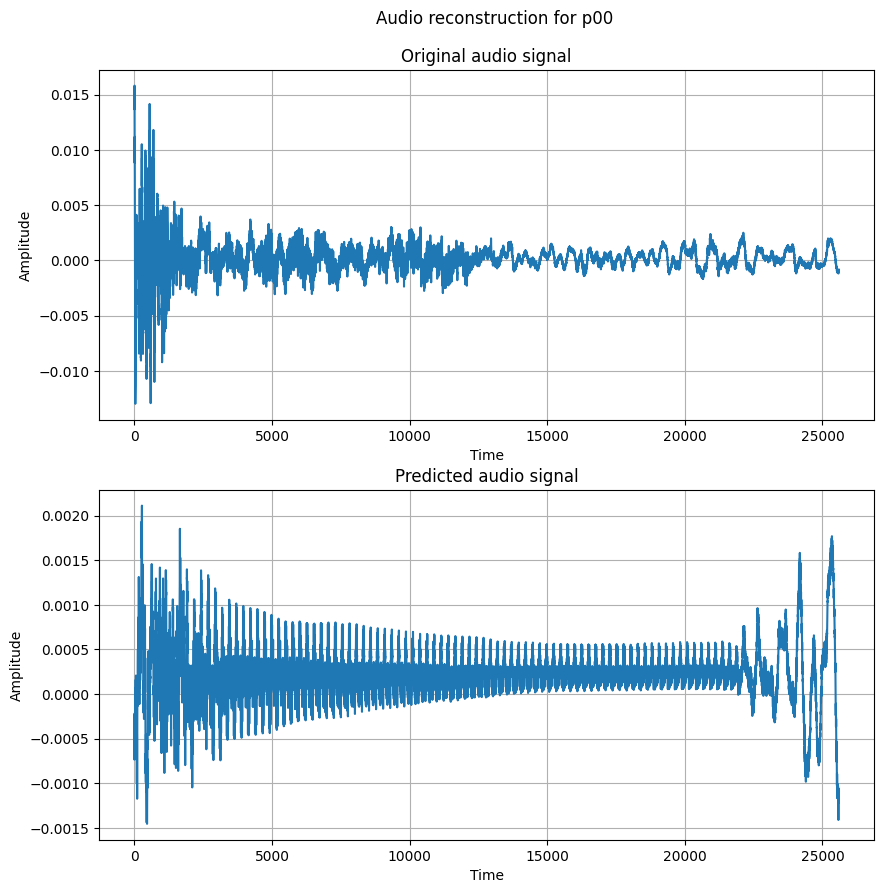 Audio reconstruction for p00
Original audio signal
0.015
0.010
0.005
0.000
−0.005
−0.010
Amplitude
0 5000 10000 15000 20000 25000
Time
Predicted audio signal
0.0020
0.0015
0.0010
0.0005
0.0000
−0.0005
−0.0010
−0.0015
Amplitude
0 5000 10000 15000 20000 25000
Time